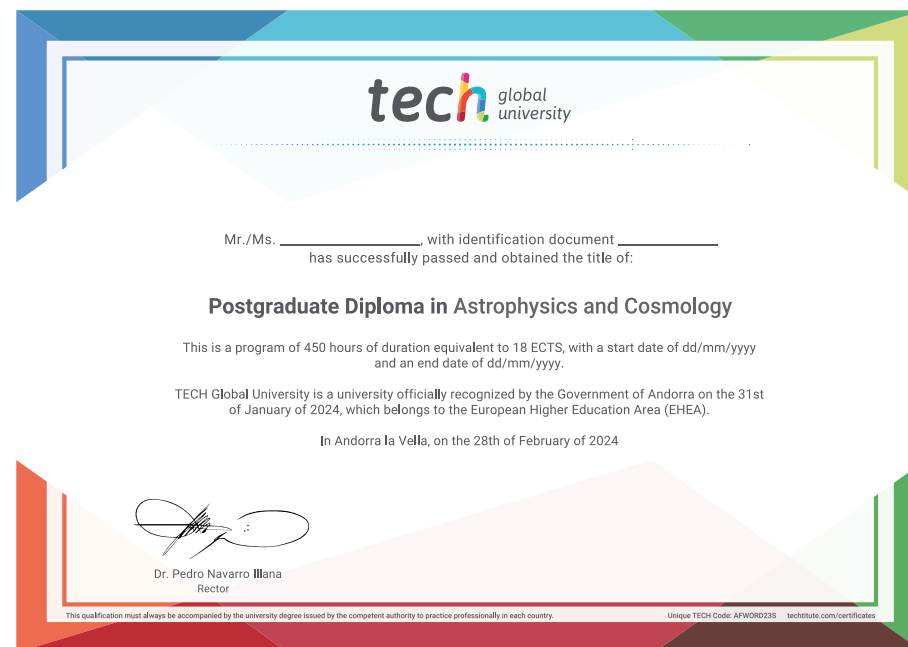 tech global university
Mr./Ms. ____________, with identification document ____________
has successfully passed and obtained the title of:
Postgraduate Diploma in Astrophysics and Cosmology
This is a program of 450 hours of duration equivalent to 18 ECTS, with a start date of dd/mm/yyyy
and an end date of dd/mm/yyyy.
TECH Global University is a university officially recognized by the Government of Andorra on the 31st
of January of 2024, which belongs to the European Higher Education Area (EHEA).
In Andorra la Vella, on the 28th of February of 2024
Dr. Pedro Navarro Illana
Rector
This qualification must always be accompanied by the university degree issued by the competent authority to practice professionally in each country.
Unique TECH Code: AFWORD23S techtitute.com/certificates